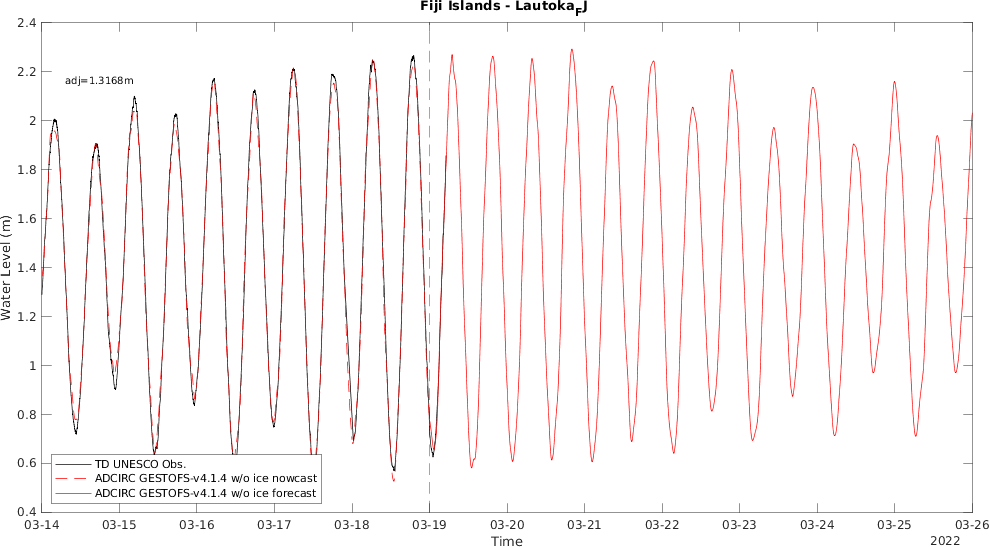 Fiji Islands - Lautoka_FJ
adj=1.3168m
Water Level (m)
2.4
2.2
2
1.8
1.6
1.4
1.2
1
0.8
0.6
0.4
TD UNESCO Obs.
ADCIRC GESTOFS-v4.1.4 w/o ice nowcast
ADCIRC GESTOFS-v4.1.4 w/o ice forecast
03-14 03-15 03-16 03-17 03-18 03-19 03-20 03-21 03-22 03-23 03-24 03-25 03-26
Time
2022